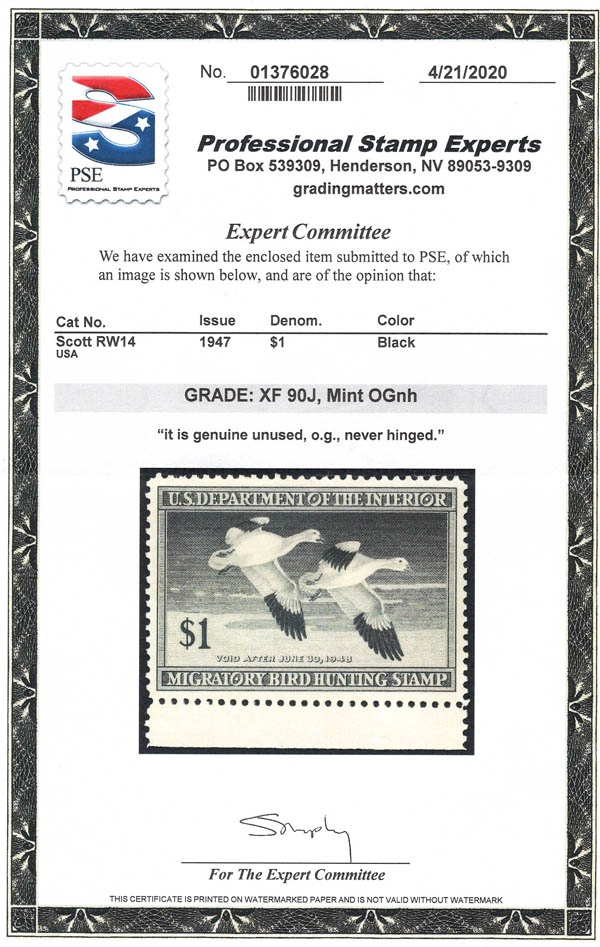 No. 01376028 4/21/2020
PSE
PROFESSIONAL STAMP EXPERTS
Professional Stamp Experts
PO Box 539309, Henderson, NV 89053-9309
gradingmatters.com
Expert Committee
We have examined the enclosed item submitted to PSE, of which
an image is shown below, and are of the opinion that:
Cat No. Issue Denom. Color
Scott RW14 1947 $1 Black
USA
GRADE: XF 90J, Mint OGnh
“it is genuine unused, o.g., never hinged.”
U.S. DEPARTMENT OF THE INTERIOR
$1
VOID AFTER JUNE 30, 1948
MIGRATORY BIRD HUNTING STAMP
For The Expert Committee
THIS CERTIFICATE IS PRINTED ON WATERMARKED PAPER AND IS NOT VALID WITHOUT WATERMARK